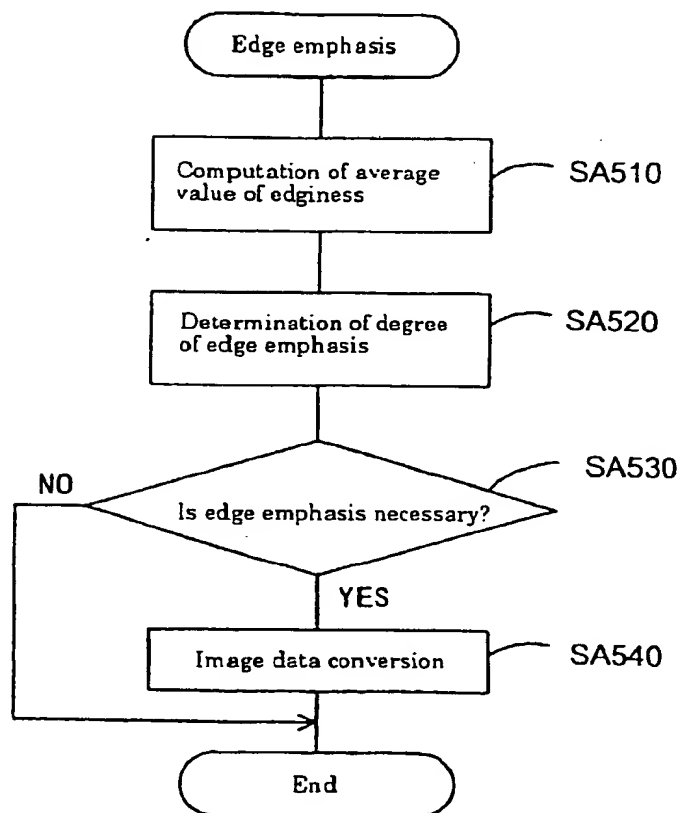 Edge emphasis
Computation of average
value of edginess
SA510
Determination of degree
of edge emphasis
SA520
SA530
NO
Is edge emphasis necessary?
YES
Image data conversion
SA540
End